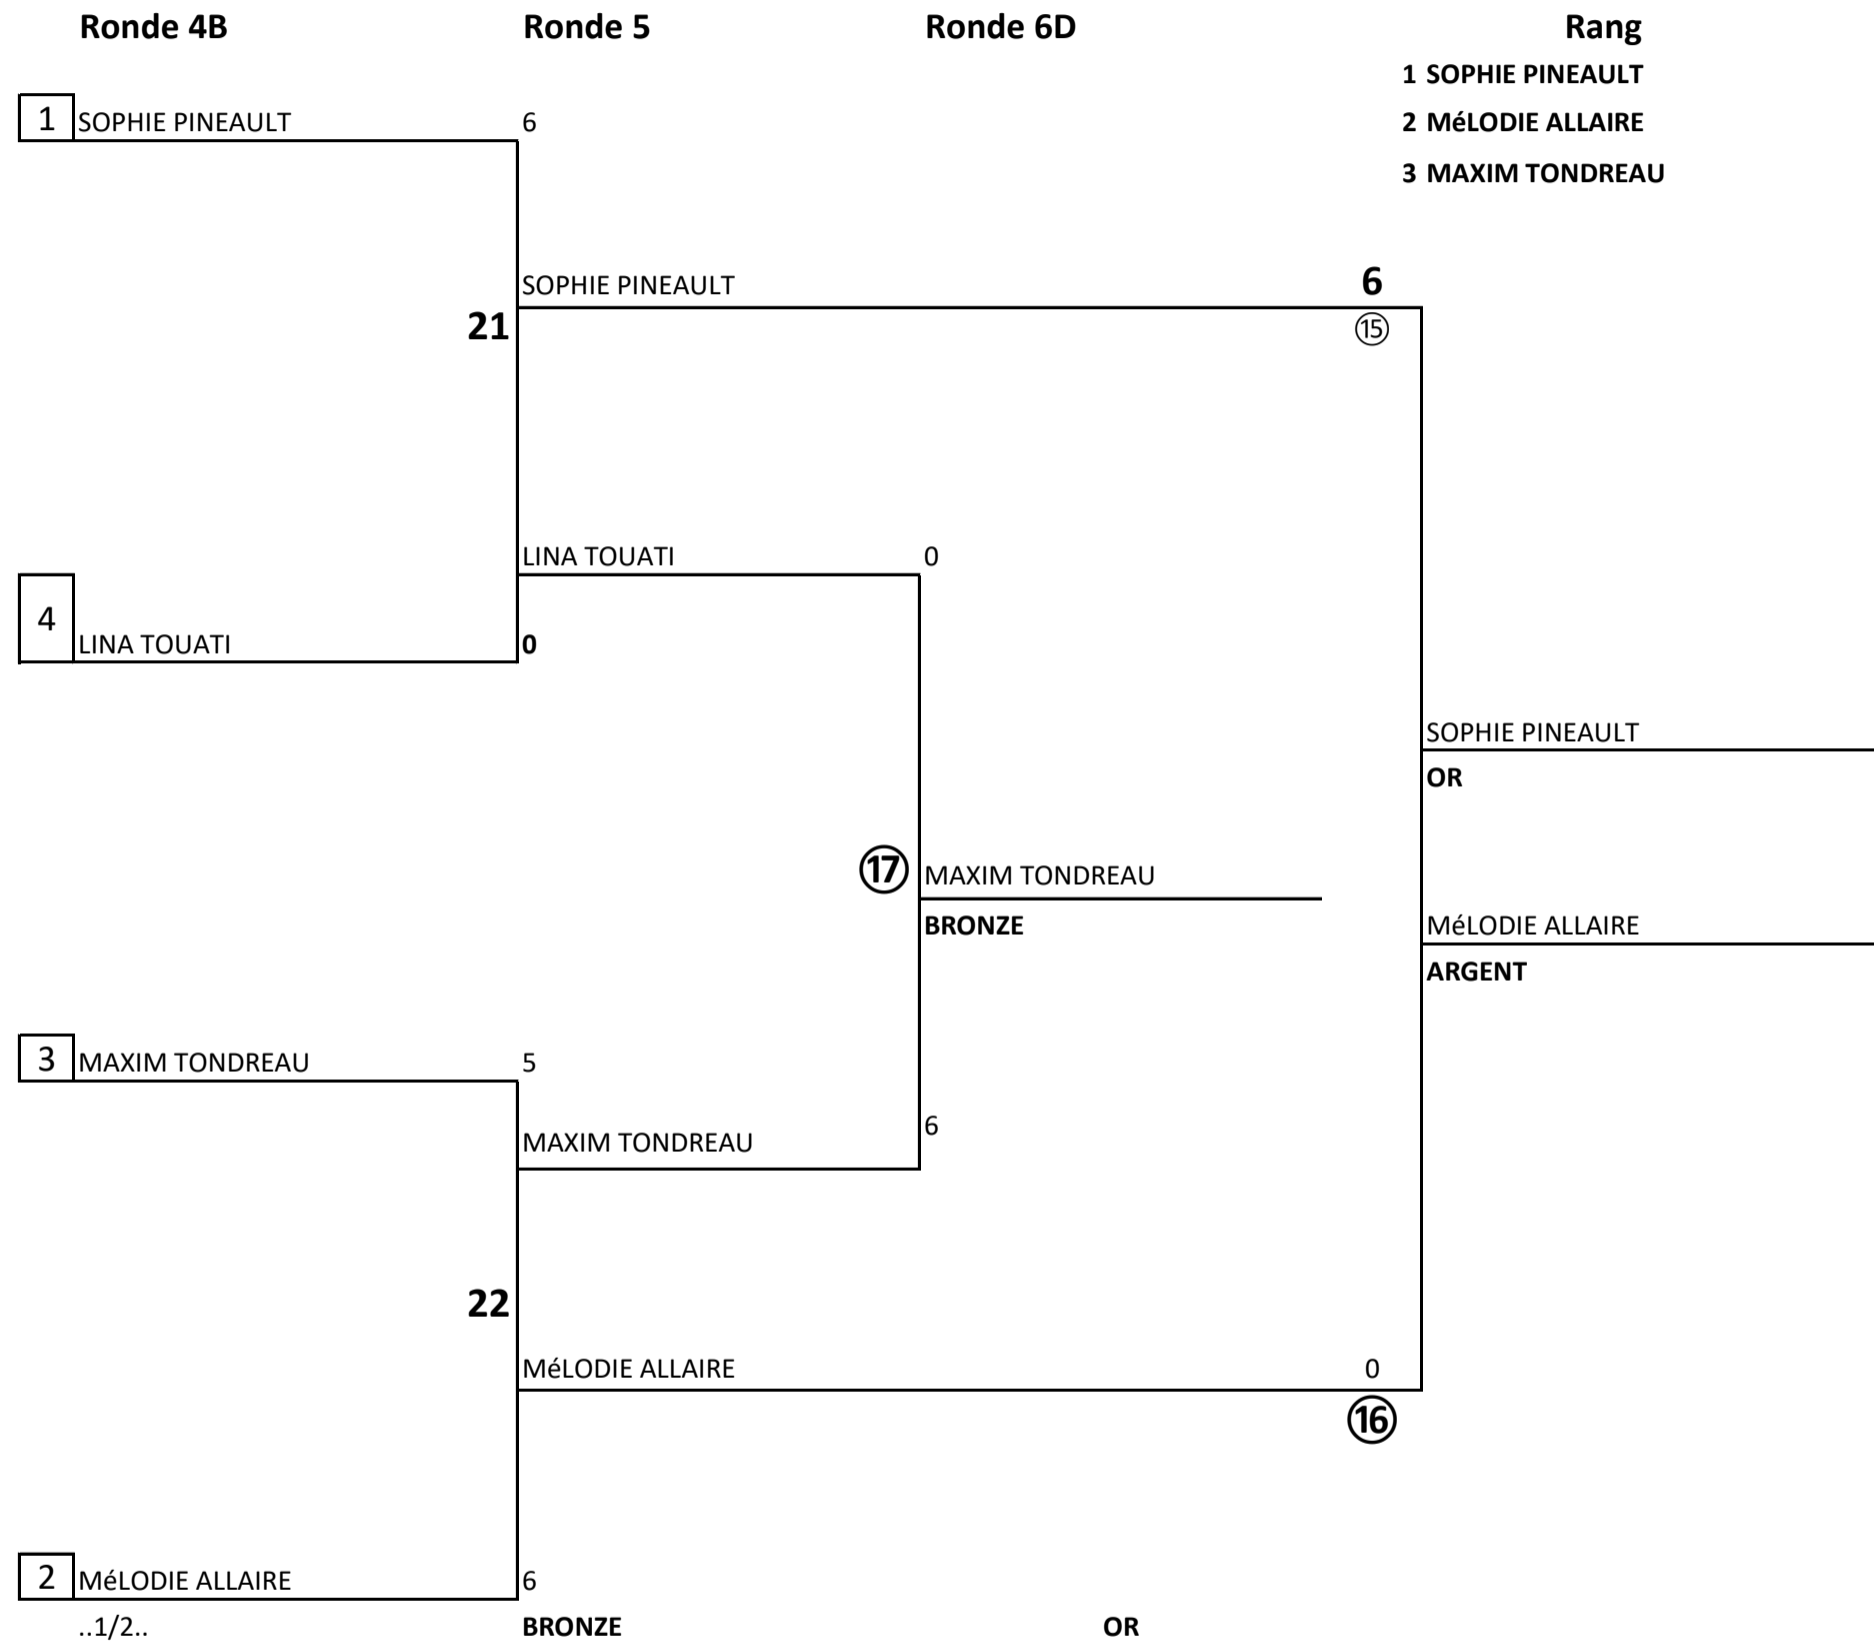 Ronde 4B Ronde 5 Ronde 6D Rang
1 SOPHIE PINEAULT
1 SOPHIE PINEAULT 6 2 MéLODIE ALLAIRE
3 MAXIM TONDREAU
SOPHIE PINEAULT 6
21 ⑮
LINA TOUATI 0
4
LINA TOUATI 0
SOPHIE PINEAULT
OR
⑰ MAXIM TONDREAU
BRONZE MéLODIE ALLAIRE
ARGENT
3 MAXIM TONDREAU 5
MAXIM TONDREAU 6
22
MéLODIE ALLAIRE 0
⑯
2 MéLODIE ALLAIRE 6
..1/2.. BRONZE OR